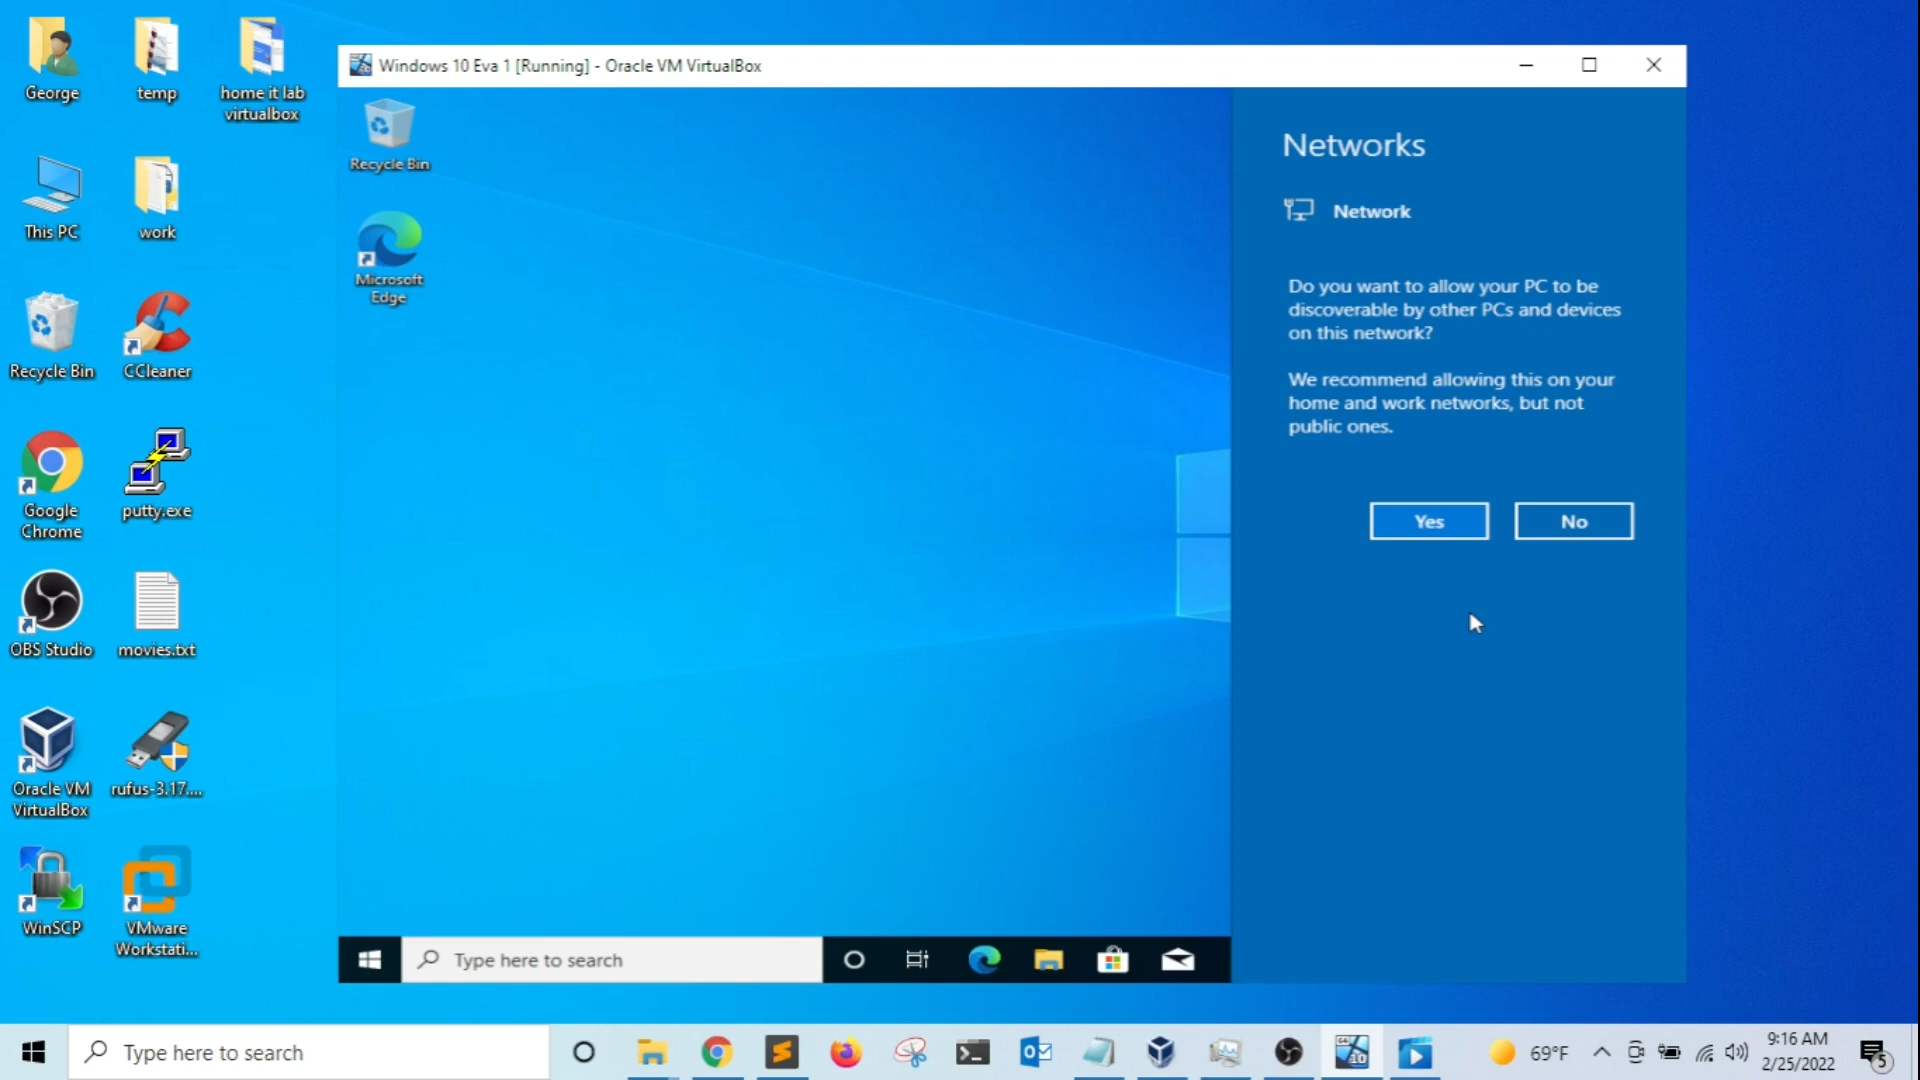 George
temp
home it lab
virtualbox
This PC
work
Recycle Bin
CCleaner
Google
Chrome
putty.exe
OBS Studio
movies.txt
Oracle VM
VirtualBox
rufus-3.17....
WinSCP
VMware
Workstati...
Windows 10 Eva 1 [Running] - Oracle VM VirtualBox
Recycle Bin
Microsoft
Edge
Networks
Network
Do you want to allow your PC to be
discoverable by other PCs and devices
on this network?
We recommend allowing this on your
home and work networks, but not
public ones.
Yes
No
Type here to search
Type here to search
64
10
69°F
9:16 AM
2/25/2022
5